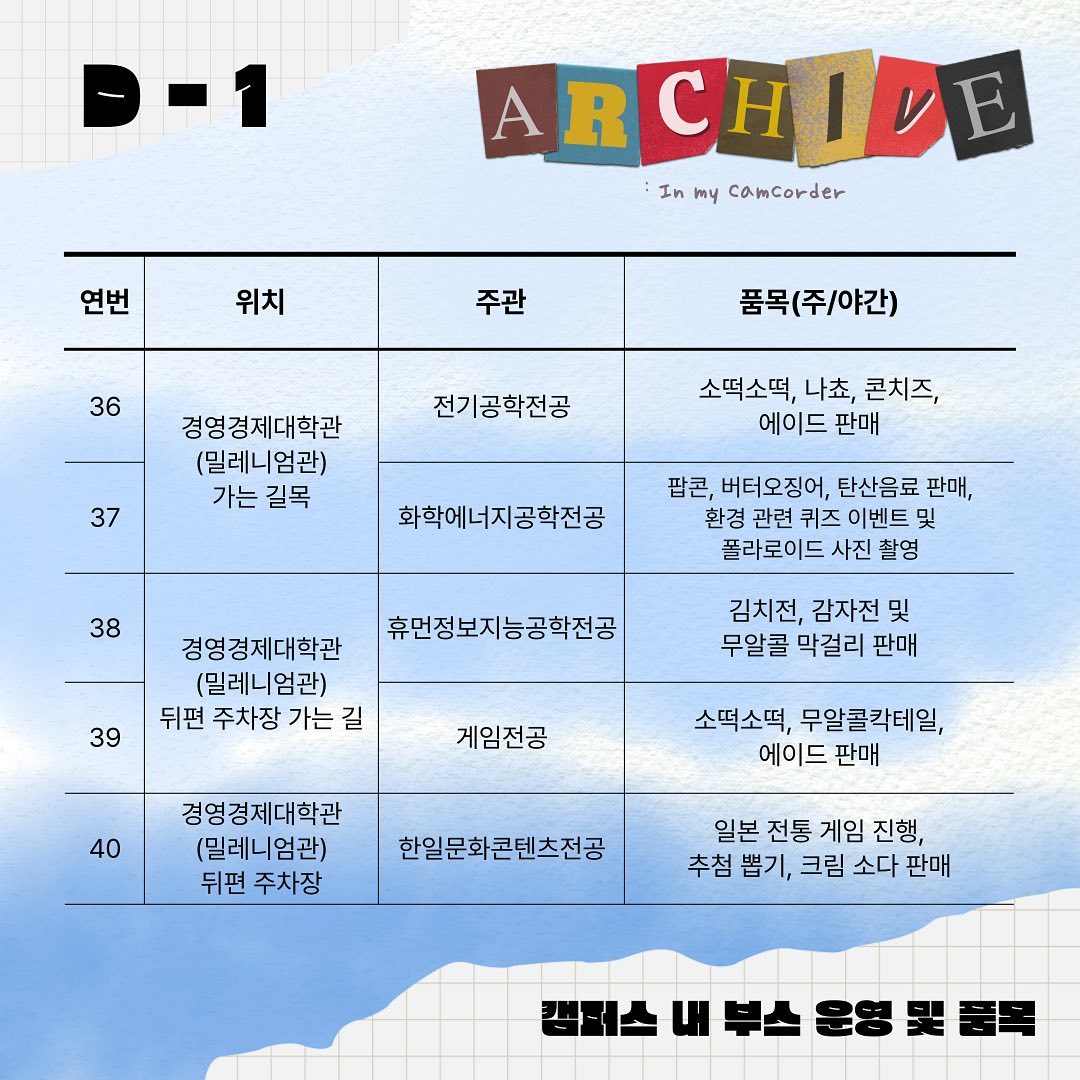 D-1
ARCHIVE
: In my camcorder
연번 위치 주관 품목(주/야간)
36
경영경제대학관
(밀레니엄관)
가는 길목
전기공학전공
소떡소떡, 나쵸, 콘치즈,
에이드 판매
37
화학에너지공학전공
팝콘, 버터오징어, 탄산음료 판매,
환경 관련 퀴즈 이벤트 및
폴라로이드 사진 촬영
38
경영경제대학관
(밀레니엄관)
뒤편 주차장 가는 길
휴먼정보지능공학전공
김치전, 감자전 및
무알콜 막걸리 판매
39
게임전공
소떡소떡, 무알콜칵테일,
에이드 판매
40
경영경제대학관
(밀레니엄관)
뒤편 주차장
한일문화콘텐츠전공
일본 전통 게임 진행,
추첨 뽑기, 크림 소다 판매
캠퍼스 내 부스 운영 및 품목